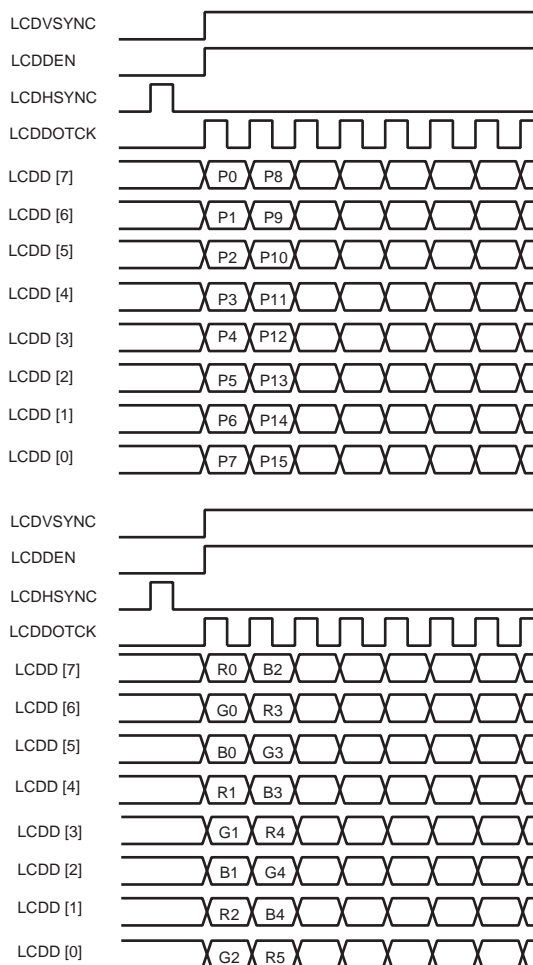 LCDVSYNC
LCDDEN
LCDHSYNC
LCDDOTCK
LCDD [7] P0 P8
LCDD [6] P1 P9
LCDD [5] P2 P10
LCDD [4] P3 P11
LCDD [3] P4 P12
LCDD [2] P5 P13
LCDD [1] P6 P14
LCDD [0] P7 P15
LCDVSYNC
LCDDEN
LCDHSYNC
LCDDOTCK
LCDD [7] R0 B2
LCDD [6] G0 R3
LCDD [5] B0 G3
LCDD [4] R1 B3
LCDD [3] G1 R4
LCDD [2] B1 G4
LCDD [1] R2 B4
LCDD [0] G2 R5